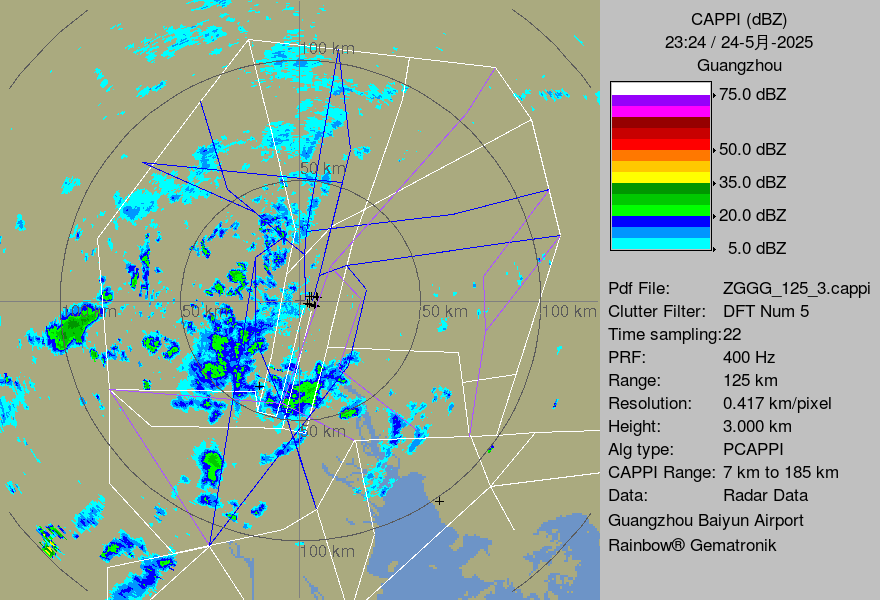 CAPPI (dBZ)
23:24 / 24-5月-2025
Guangzhou
75.0 dBZ
50.0 dBZ
35.0 dBZ
20.0 dBZ
5.0 dBZ
Pdf File: ZGGG_125_3.cappi
Clutter Filter: DFT Num 5
Time sampling:22
PRF: 400 Hz
Range: 125 km
Resolution: 0.417 km/pixel
Height: 3.000 km
Alg type: PCAPPI
CAPPI Range: 7 km to 185 km
Data: Radar Data
Guangzhou Baiyun Airport
Rainbow® Gematronik
100 km
50 km
100 km
50 km
50 km
100 km
50 km
100 km